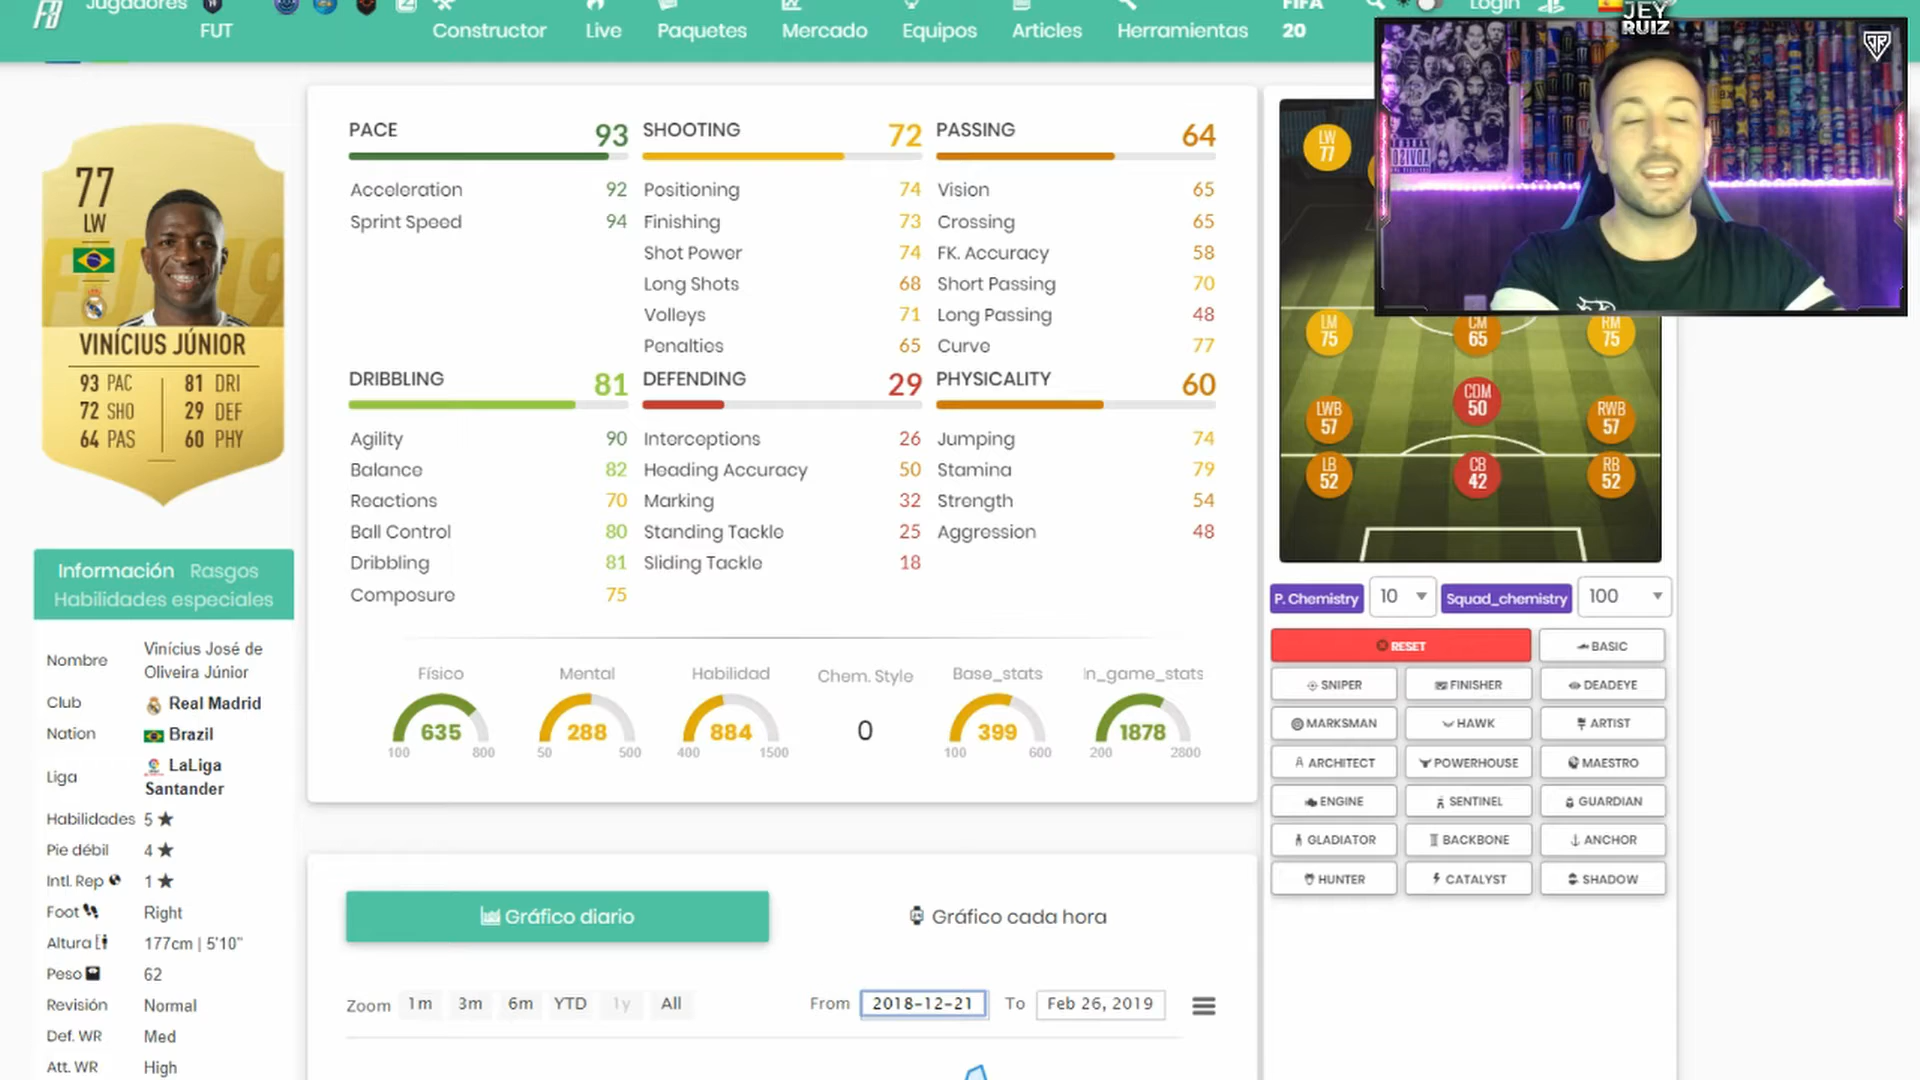 Jugadores
FUT
Constructor
Live
Paquetes
Mercado
Equipos
Articles
Herramientas
FIFA
20
Login
JEY
RUIZ
JR
77
LW
VINÍCIUS JÚNIOR
93 PAC 81 DRI
72 SHO 29 DEF
64 PAS 60 PHY
PACE 93 SHOOTING 72 PASSING 64
Acceleration 92 Positioning 74 Vision 65
Sprint Speed 94 Finishing 73 Crossing 65
Shot Power 74 FK. Accuracy 58
Long Shots 68 Short Passing 70
Volleys 71 Long Passing 48
Penalties 65 Curve 77
DRIBBLING 81 DEFENDING 29 PHYSICALITY 60
Agility 90 Interceptions 26 Jumping 74
Balance 82 Heading Accuracy 50 Stamina 79
Reactions 70 Marking 32 Strength 54
Ball Control 80 Standing Tackle 25 Aggression 48
Dribbling 81 Sliding Tackle 18
Composure 75
Físico Mental Habilidad Chem. Style Base_stats In_game_stats
635 288 884 0 399 1878
100 800 50 500 400 1500 100 600 200 2800
Gráfico diario Gráfico cada hora
Zoom 1m 3m 6m YTD 1y All From 2018-12-21 To Feb 26, 2019
Información Rasgos
Habilidades especiales
Nombre Vinícius José de
Oliveira Júnior
Club Real Madrid
Nation Brazil
Liga LaLiga
Santander
Habilidades 5
Pie débil 4
Intl. Rep 1
Foot Right
Altura 177cm | 5'10"
Peso 62
Revisión Normal
Def. WR Med
Att. WR High
LW
77
LM
75
CM
65
RM
75
CDM
50
LWB
57
RWB
57
LB
52
CB
42
RB
52
P. Chemistry 10 Squad_chemistry 100
RESET BASIC
SNIPER FINISHER DEADEYE
MARKSMAN HAWK ARTIST
ARCHITECT POWERHOUSE MAESTRO
ENGINE SENTINEL GUARDIAN
GLADIATOR BACKBONE ANCHOR
HUNTER CATALYST SHADOW